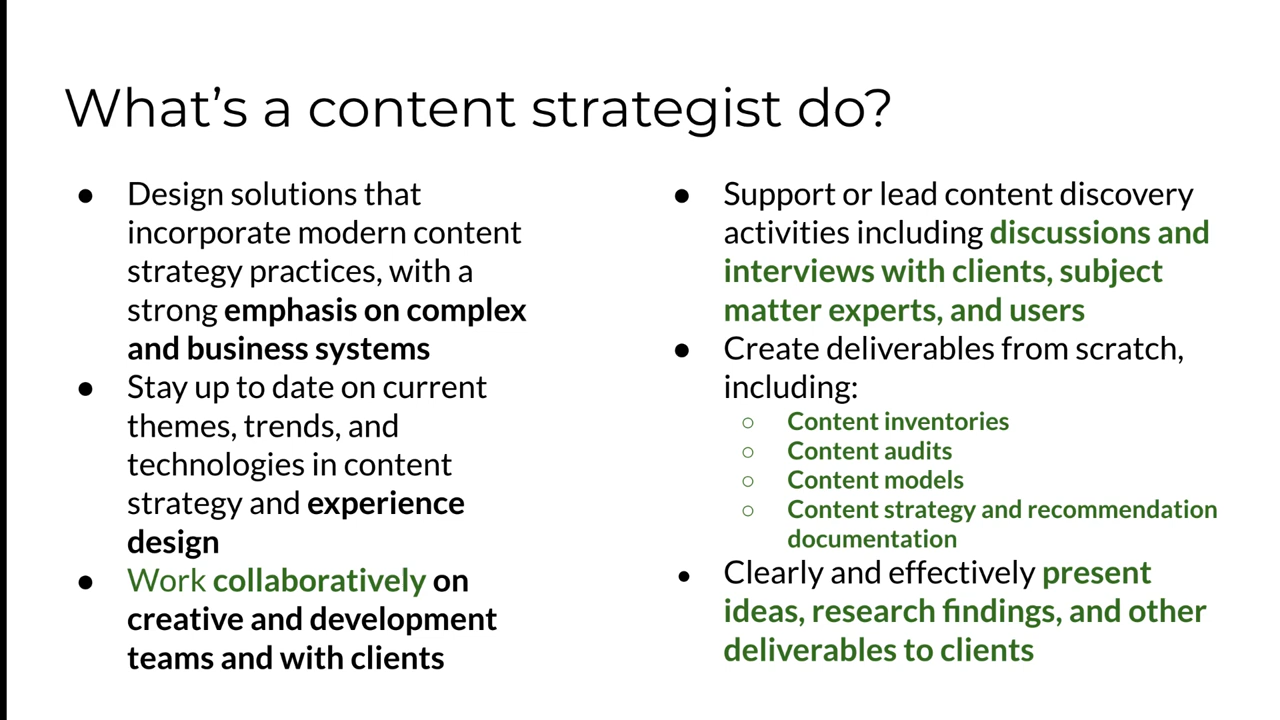 What’s a content strategist do?
● Design solutions that
incorporate modern content
strategy practices, with a
strong emphasis on complex
and business systems
● Stay up to date on current
themes, trends, and
technologies in content
strategy and experience
design
● Work collaboratively on
creative and development
teams and with clients
● Support or lead content discovery
activities including discussions and
interviews with clients, subject
matter experts, and users
● Create deliverables from scratch,
including:
○ Content inventories
○ Content audits
○ Content models
○ Content strategy and recommendation
documentation
● Clearly and effectively present
ideas, research findings, and other
deliverables to clients